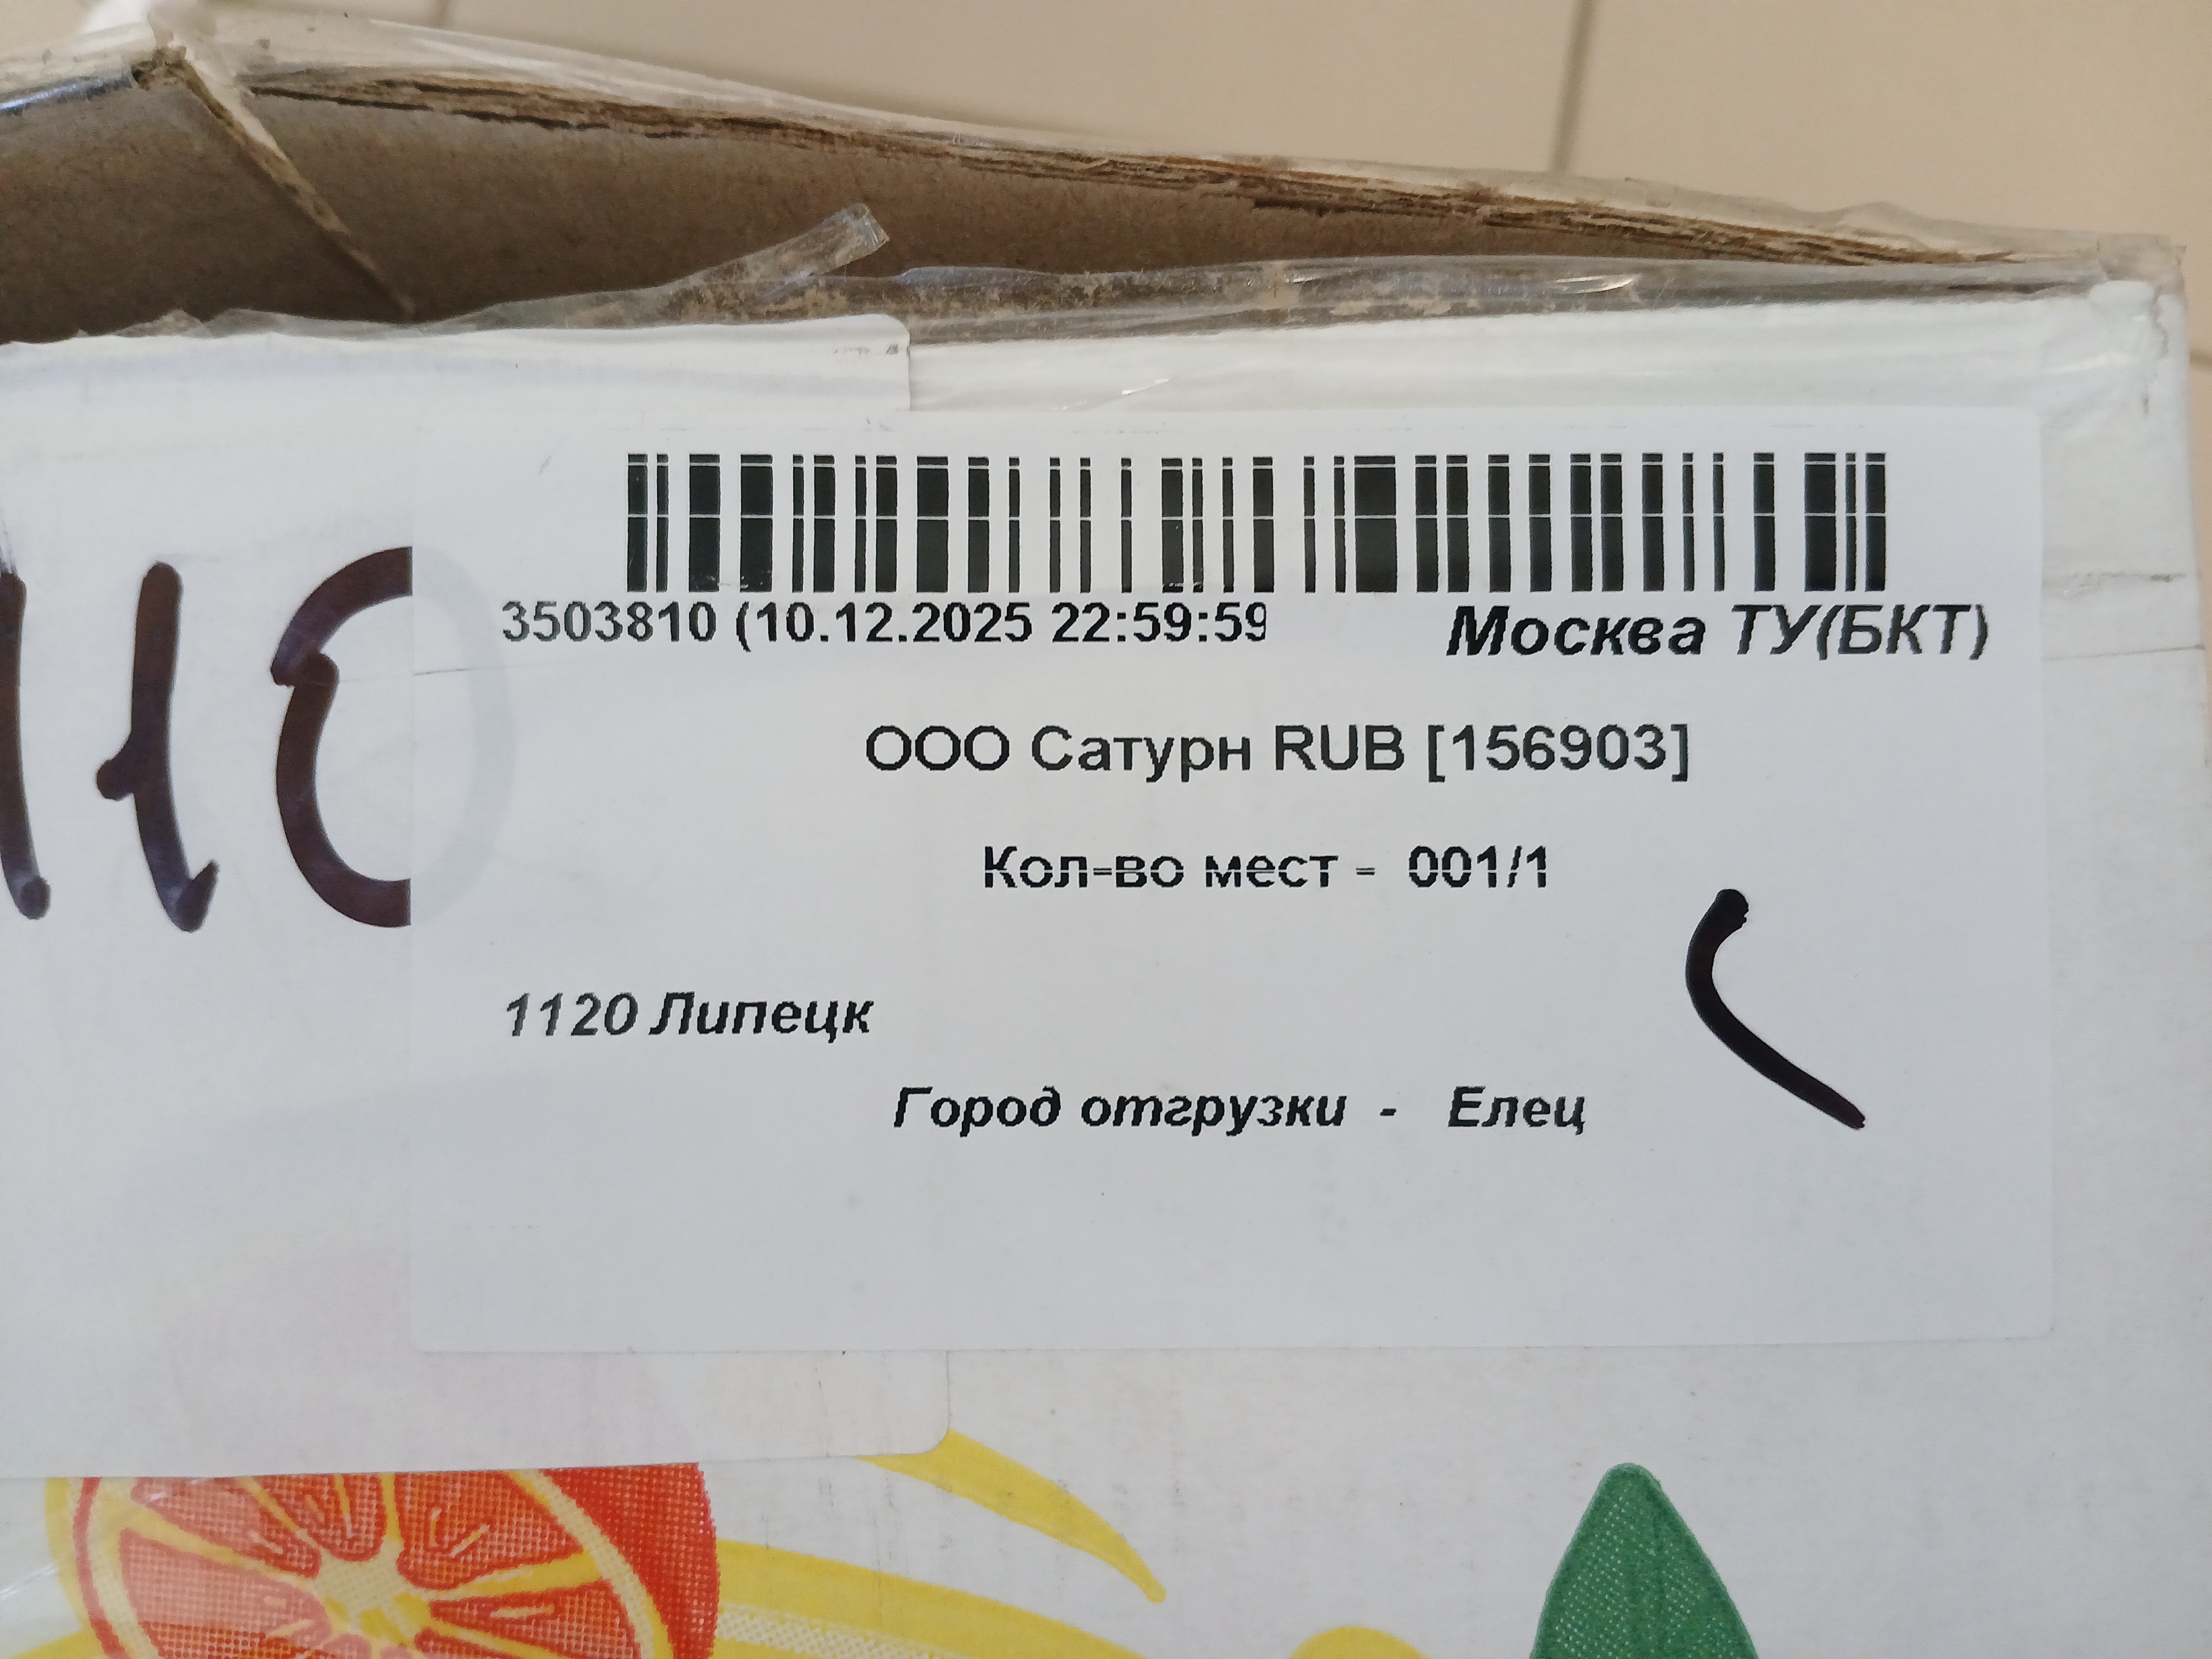 3503810 (10.12.2025 22:59:59
Москва ТУ(БКТ)
ООО Сатурн RUB [156903]
Кол-во мест - 001/1
1120 Липецк
Город отгрузки - Елец